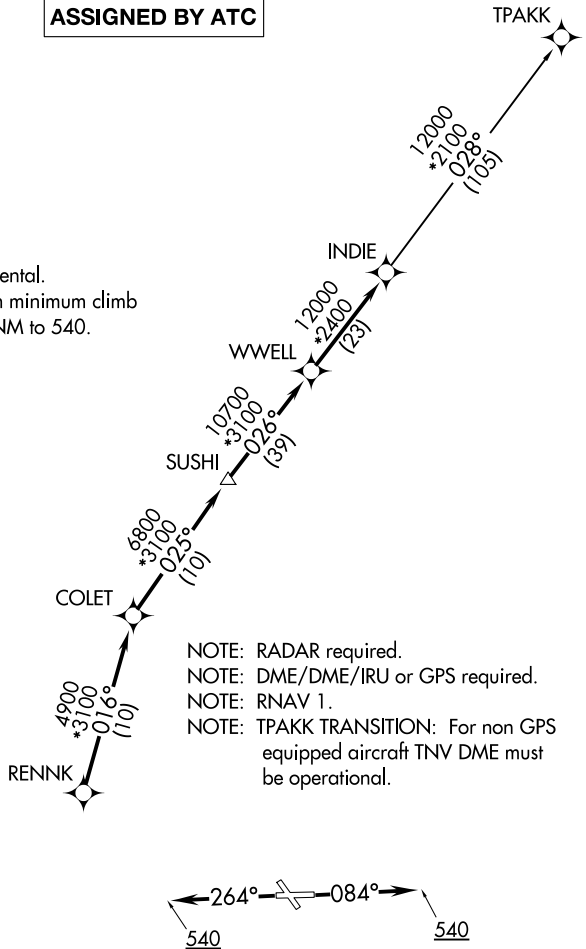 ASSIGNED BY ATC
TPAKK
12000
*2100
028°
(105)
ental.
n minimum climb
NM to 540.
INDIE
12000
*2400
(23)
WWELL
10700
*3100
026°
(39)
SUSHI
6800
*3100
025°
(10)
COLET
4900
*3100
016°
(10)
RENNK
NOTE: RADAR required.
NOTE: DME/DME/IRU or GPS required.
NOTE: RNAV 1.
NOTE: TPAKK TRANSITION: For non GPS
equipped aircraft TNV DME must
be operational.
264° 084°
540
540